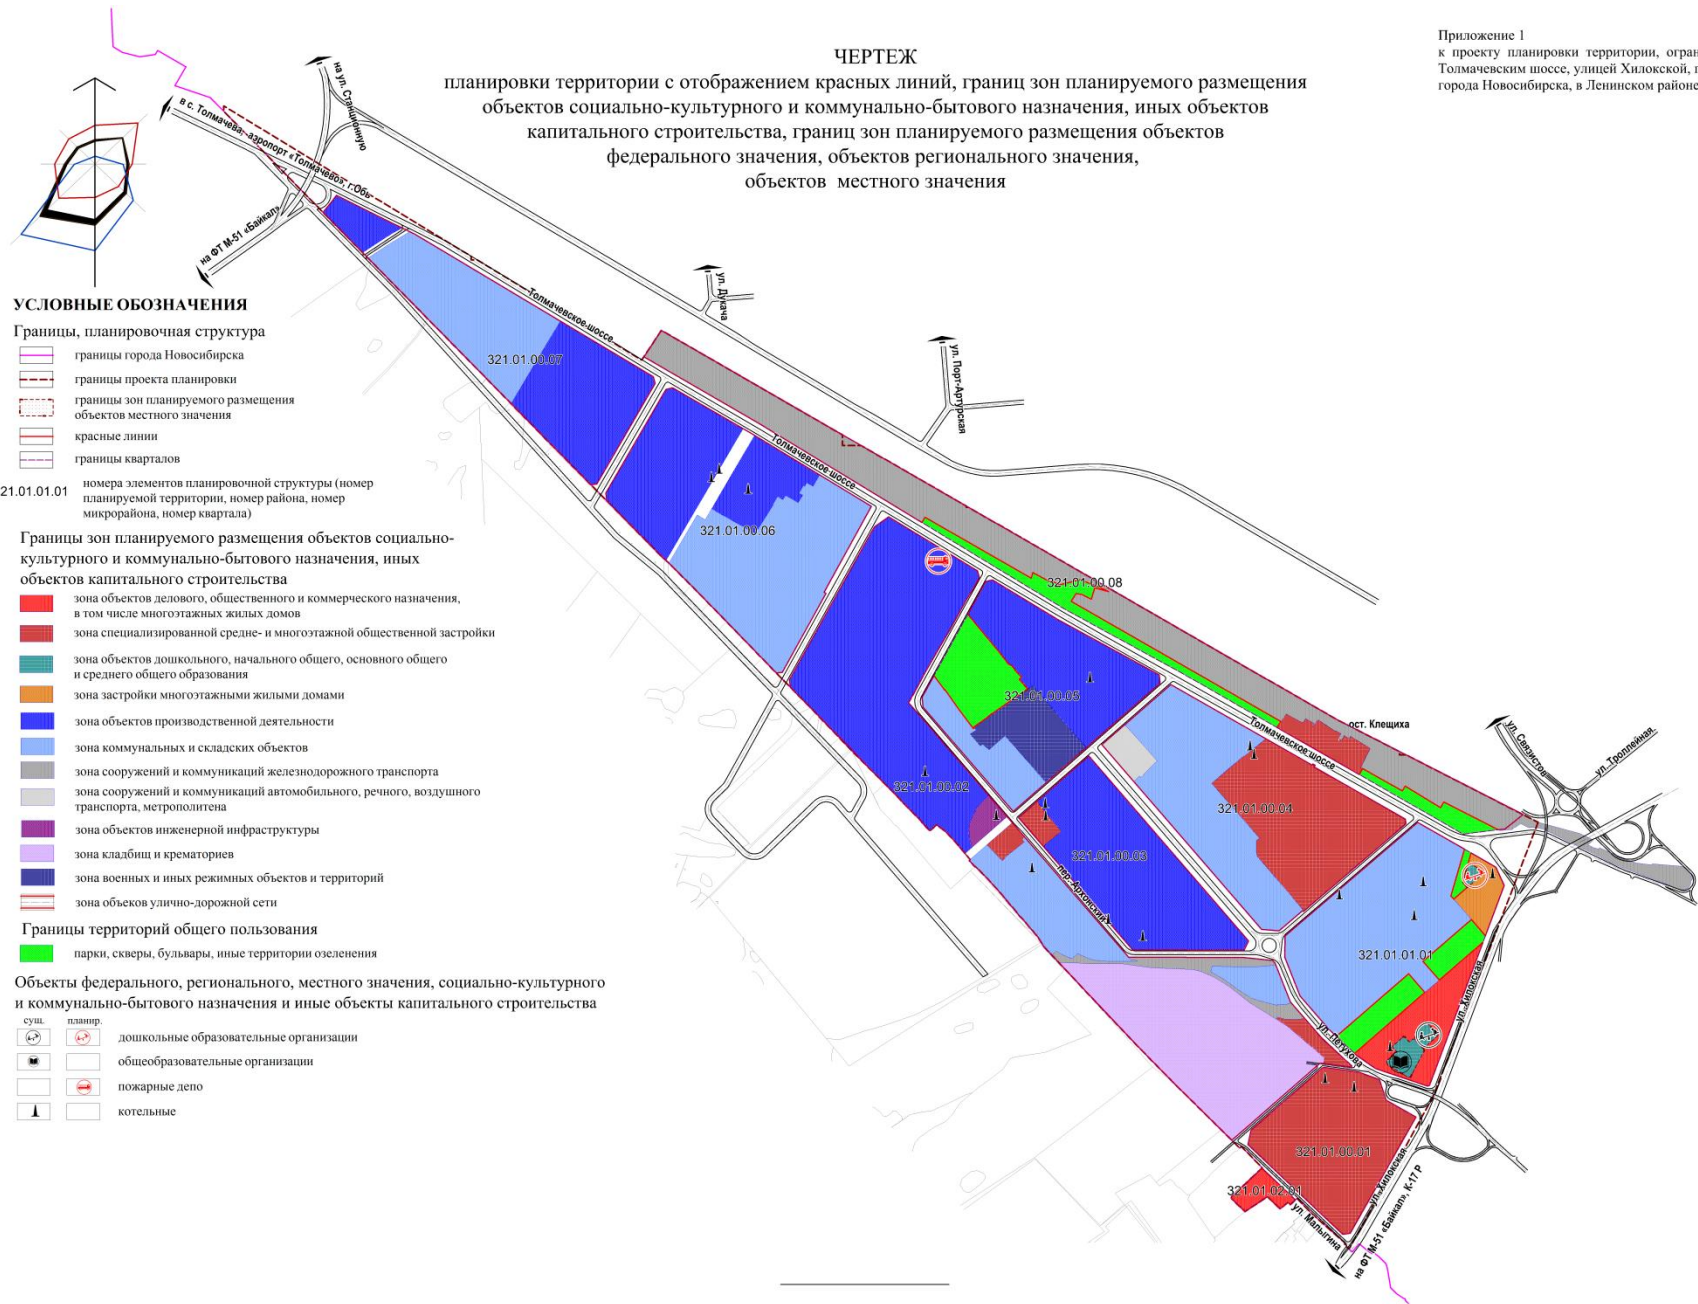 Приложение 1
к проекту планировки территории, огран
Толмачевским шоссе, улицей Хилокской, г
города Новосибирска, в Ленинском районе
ЧЕРТЕЖ
планировки территории с отображением красных линий, границ зон планируемого размещения
объектов социально-культурного и коммунально-бытового назначения, иных объектов
капитального строительства, границ зон планируемого размещения объектов
федерального значения, объектов регионального значения,
объектов местного значения
на ул. Станционную
в с. Толмачева, аэропорт «Толмачево», г.Обь
на ФТ М-51 «Байкал»
Толмачевское шоссе
ул. Дукача
ул. Порт-Артурская
321.01.00.07
Толмачевское шоссе
321.01.00.06
321.01.00.08
321.01.00.05
ост. Клещиха
Толмачевское шоссе
ул. Связистов
ул. Троллейная
321.01.00.02
321.01.00.04
321.01.00.03
пер. Архонский
321.01.01.01
ул. Хилокская
ул. Петухова
321.01.00.01
321.01.02.01
ул. Хилокская
ул. Малыгина
на ФТ М-51 «Байкал», К-17 Р
УСЛОВНЫЕ ОБОЗНАЧЕНИЯ
Границы, планировочная структура
границы города Новосибирска
границы проекта планировки
границы зон планируемого размещения
объектов местного значения
красные линии
границы кварталов
21.01.01.01
номера элементов планировочной структуры (номер
планируемой территории, номер района, номер
микрорайона, номер квартала)
Границы зон планируемого размещения объектов социально-
культурного и коммунально-бытового назначения, иных
объектов капитального строительства
зона объектов делового, общественного и коммерческого назначения,
в том числе многоэтажных жилых домов
зона специализированной средне- и многоэтажной общественной застройки
зона объектов дошкольного, начального общего, основного общего
и среднего общего образования
зона застройки многоэтажными жилыми домами
зона объектов производственной деятельности
зона коммунальных и складских объектов
зона сооружений и коммуникаций железнодорожного транспорта
зона сооружений и коммуникаций автомобильного, речного, воздушного
транспорта, метрополитена
зона объектов инженерной инфраструктуры
зона кладбищ и крематориев
зона военных и иных режимных объектов и территорий
зона объеков улично-дорожной сети
Границы территорий общего пользования
парки, скверы, бульвары, иные территории озеленения
Объекты федерального, регионального, местного значения, социально-культурного
и коммунально-бытового назначения и иные объекты капитального строительства
сущ. планир.
дошкольные образовательные организации
общеобразовательные организации
пожарные депо
котельные